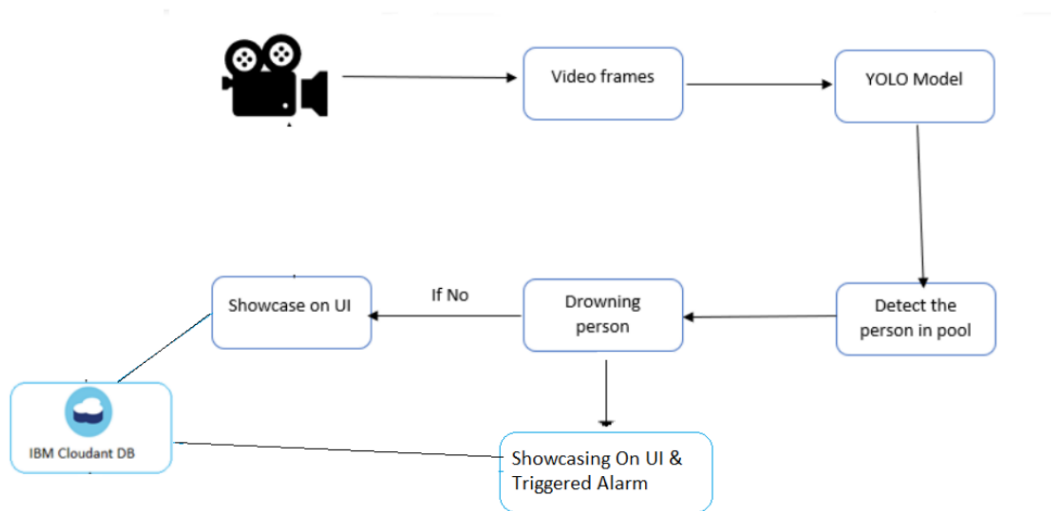 Video frames
YOLO Model
Showcase on UI
If No
Drowning
person
Detect the
person in pool
IBM Cloudant DB
Showcasing On UI &
Triggered Alarm